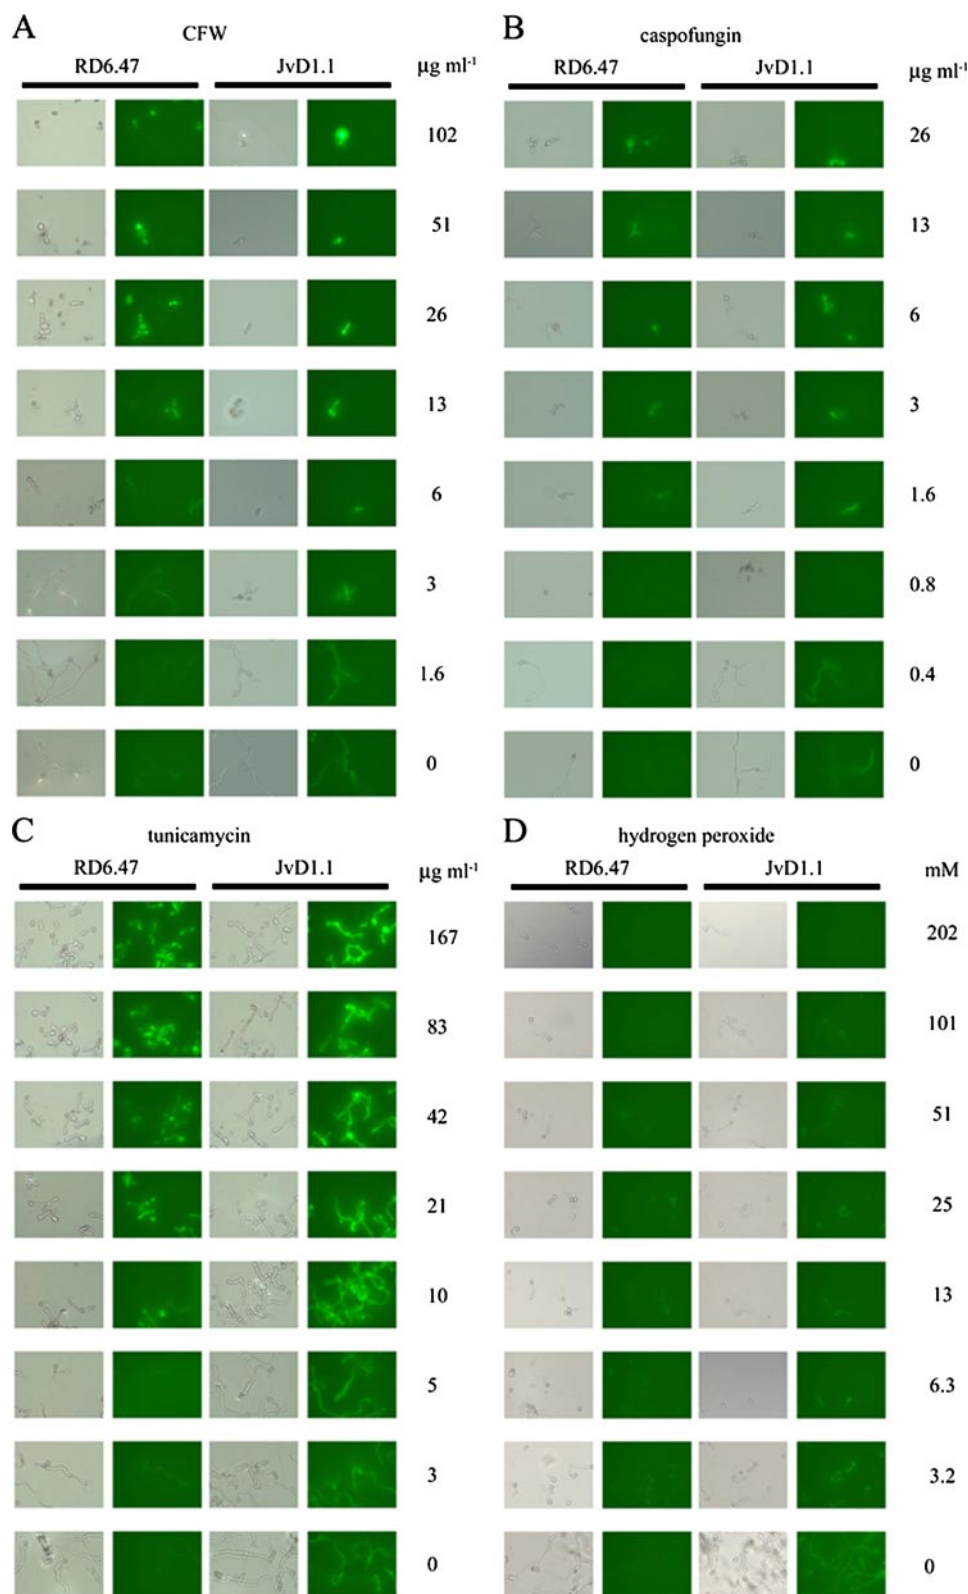 A
CFW
RD6.47 JvD1.1 μg ml-1
102
51
26
13
6
3
1.6
0
B
caspofungin
RD6.47 JvD1.1 μg ml-1
26
13
6
3
1.6
0.8
0.4
0
C
tunicamycin
RD6.47 JvD1.1 μg ml-1
167
83
42
21
10
5
3
0
D
hydrogen peroxide
RD6.47 JvD1.1 mM
202
101
51
25
13
6.3
3.2
0